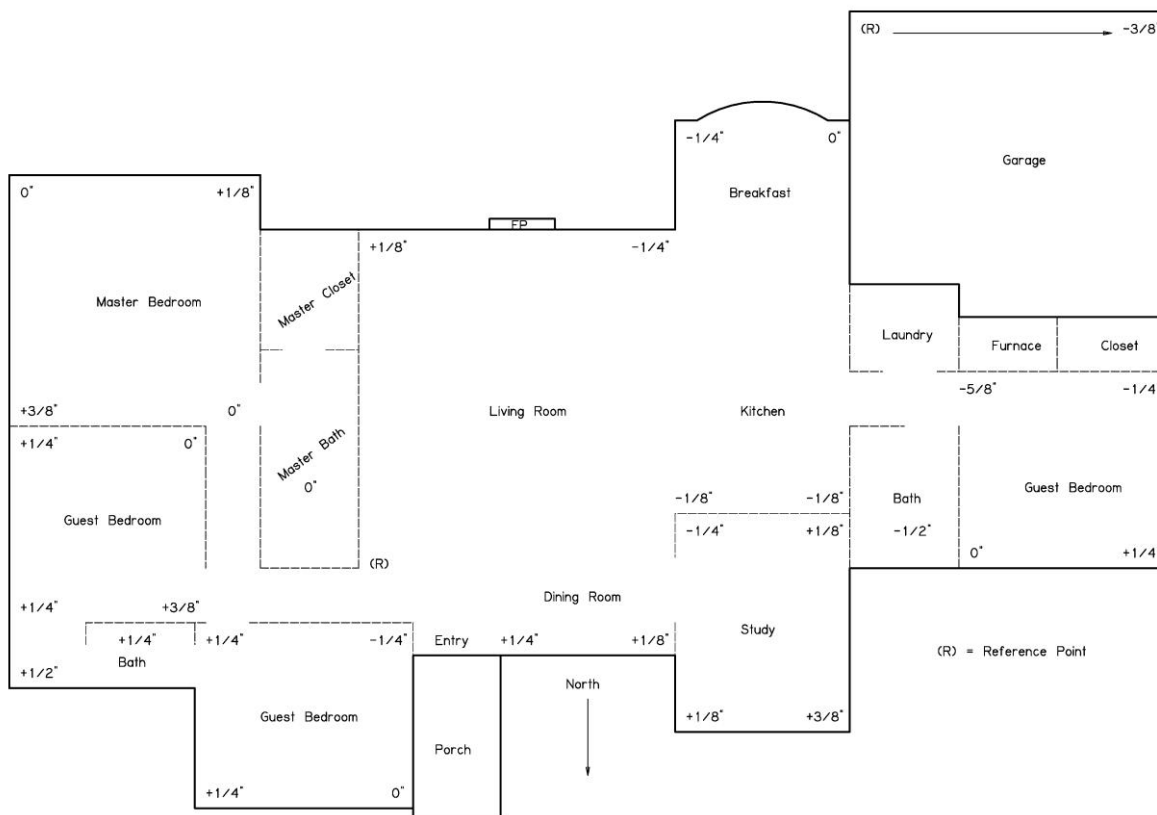 (R) -3/8"
-1/4" 0"
Garage
0" +1/8" Breakfast
FP
+1/8" -1/4"
Master Bedroom Master Closet
Laundry Furnace Closet
-5/8" -1/4"
+3/8" 0" Living Room Kitchen
+1/4" 0"
Master Bath
0" Guest Bedroom
-1/8" -1/8" Bath
Guest Bedroom -1/4" +1/8" -1/2"
0" +1/4"
(R)
Dining Room
+1/4" +3/8"
Study
+1/4" +1/4" -1/4" Entry +1/4" +1/8"
Bath (R) = Reference Point
+1/2"
North
Guest Bedroom +1/8" +3/8"
Porch
+1/4" 0"